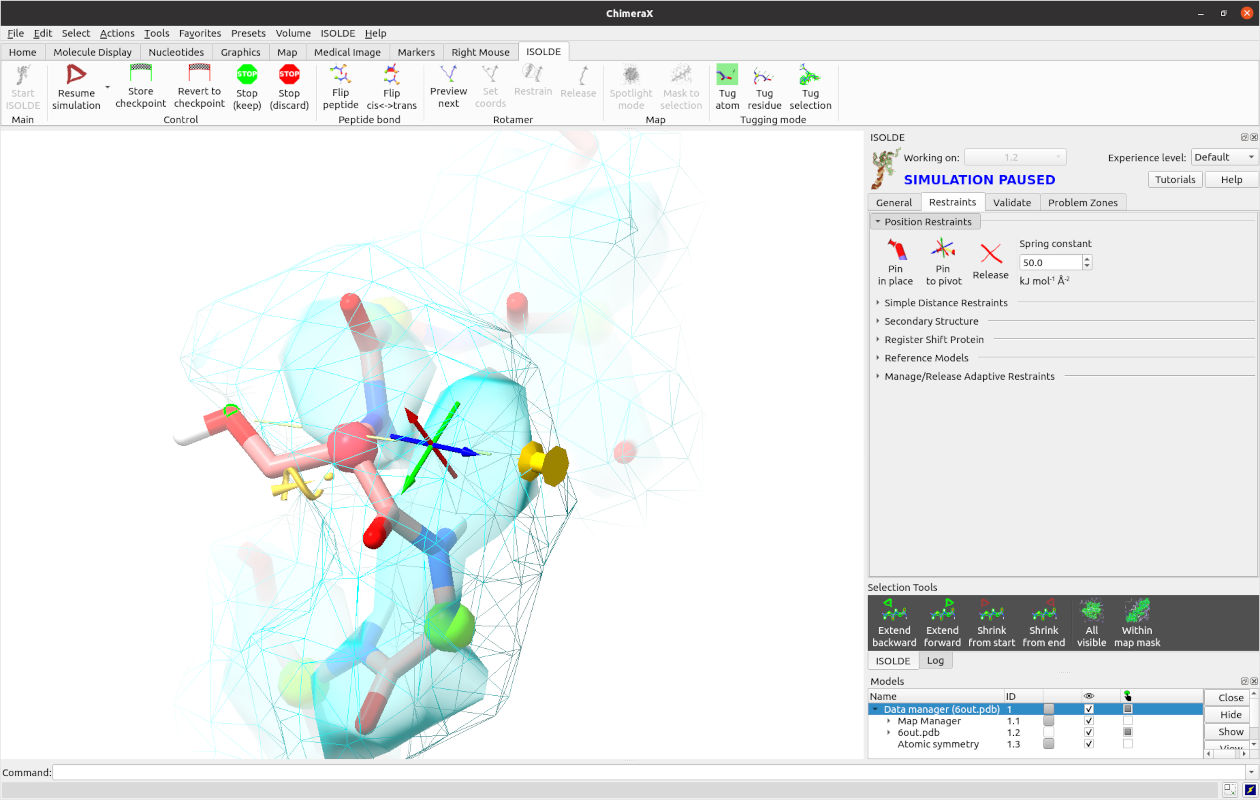 ChimeraX
File Edit Select Actions Tools Favorites Presets Volume ISOLDE Help
Home Molecule Display Nucleotides Graphics Map Medical Image Markers Right Mouse ISOLDE
Start ISOLDE
Main
Resume simulation
Store checkpoint
Revert to checkpoint
STOP
Stop (keep)
STOP
Stop (discard)
Control
Flip peptide
Flip cis<->trans
Peptide bond
Preview next
Set coords
Restrain
Release
Rotamer
Spotlight mode
Mask to selection
Map
Tug atom
Tug residue
Tug selection
Tugging mode
ISOLDE
Working on: 1.2
Experience level: Default
SIMULATION PAUSED
Tutorials Help
General Restraints Validate Problem Zones
Position Restraints
Pin in place
Pin to pivot
Release
Spring constant
50.0
kJ mol⁻¹ Å⁻²
Simple Distance Restraints
Secondary Structure
Register Shift Protein
Reference Models
Manage/Release Adaptive Restraints
Selection Tools
Extend backward
Extend forward
Shrink from start
Shrink from end
All visible
Within map mask
ISOLDE Log
Models
Name ID
Data manager (6out.pdb) 1
Map Manager 1.1
6out.pdb 1.2
Atomic symmetry 1.3
Close
Hide
Show
View
Command: